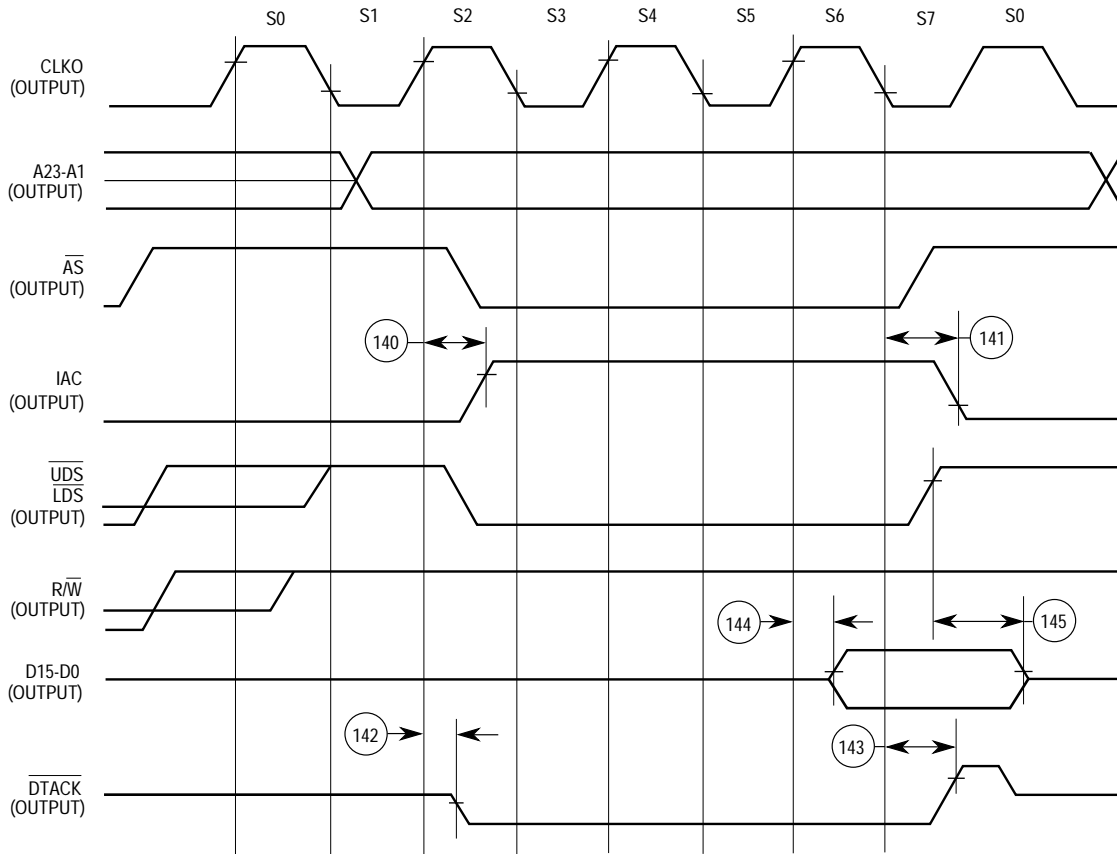 S0 S1 S2 S3 S4 S5 S6 S7 S0
CLKO
(OUTPUT)
A23-A1
(OUTPUT)
AS
(OUTPUT)
140
141
IAC
(OUTPUT)
UDS
LDS
(OUTPUT)
R/W
(OUTPUT)
144
145
D15-D0
(OUTPUT)
142
143
DTACK
(OUTPUT)